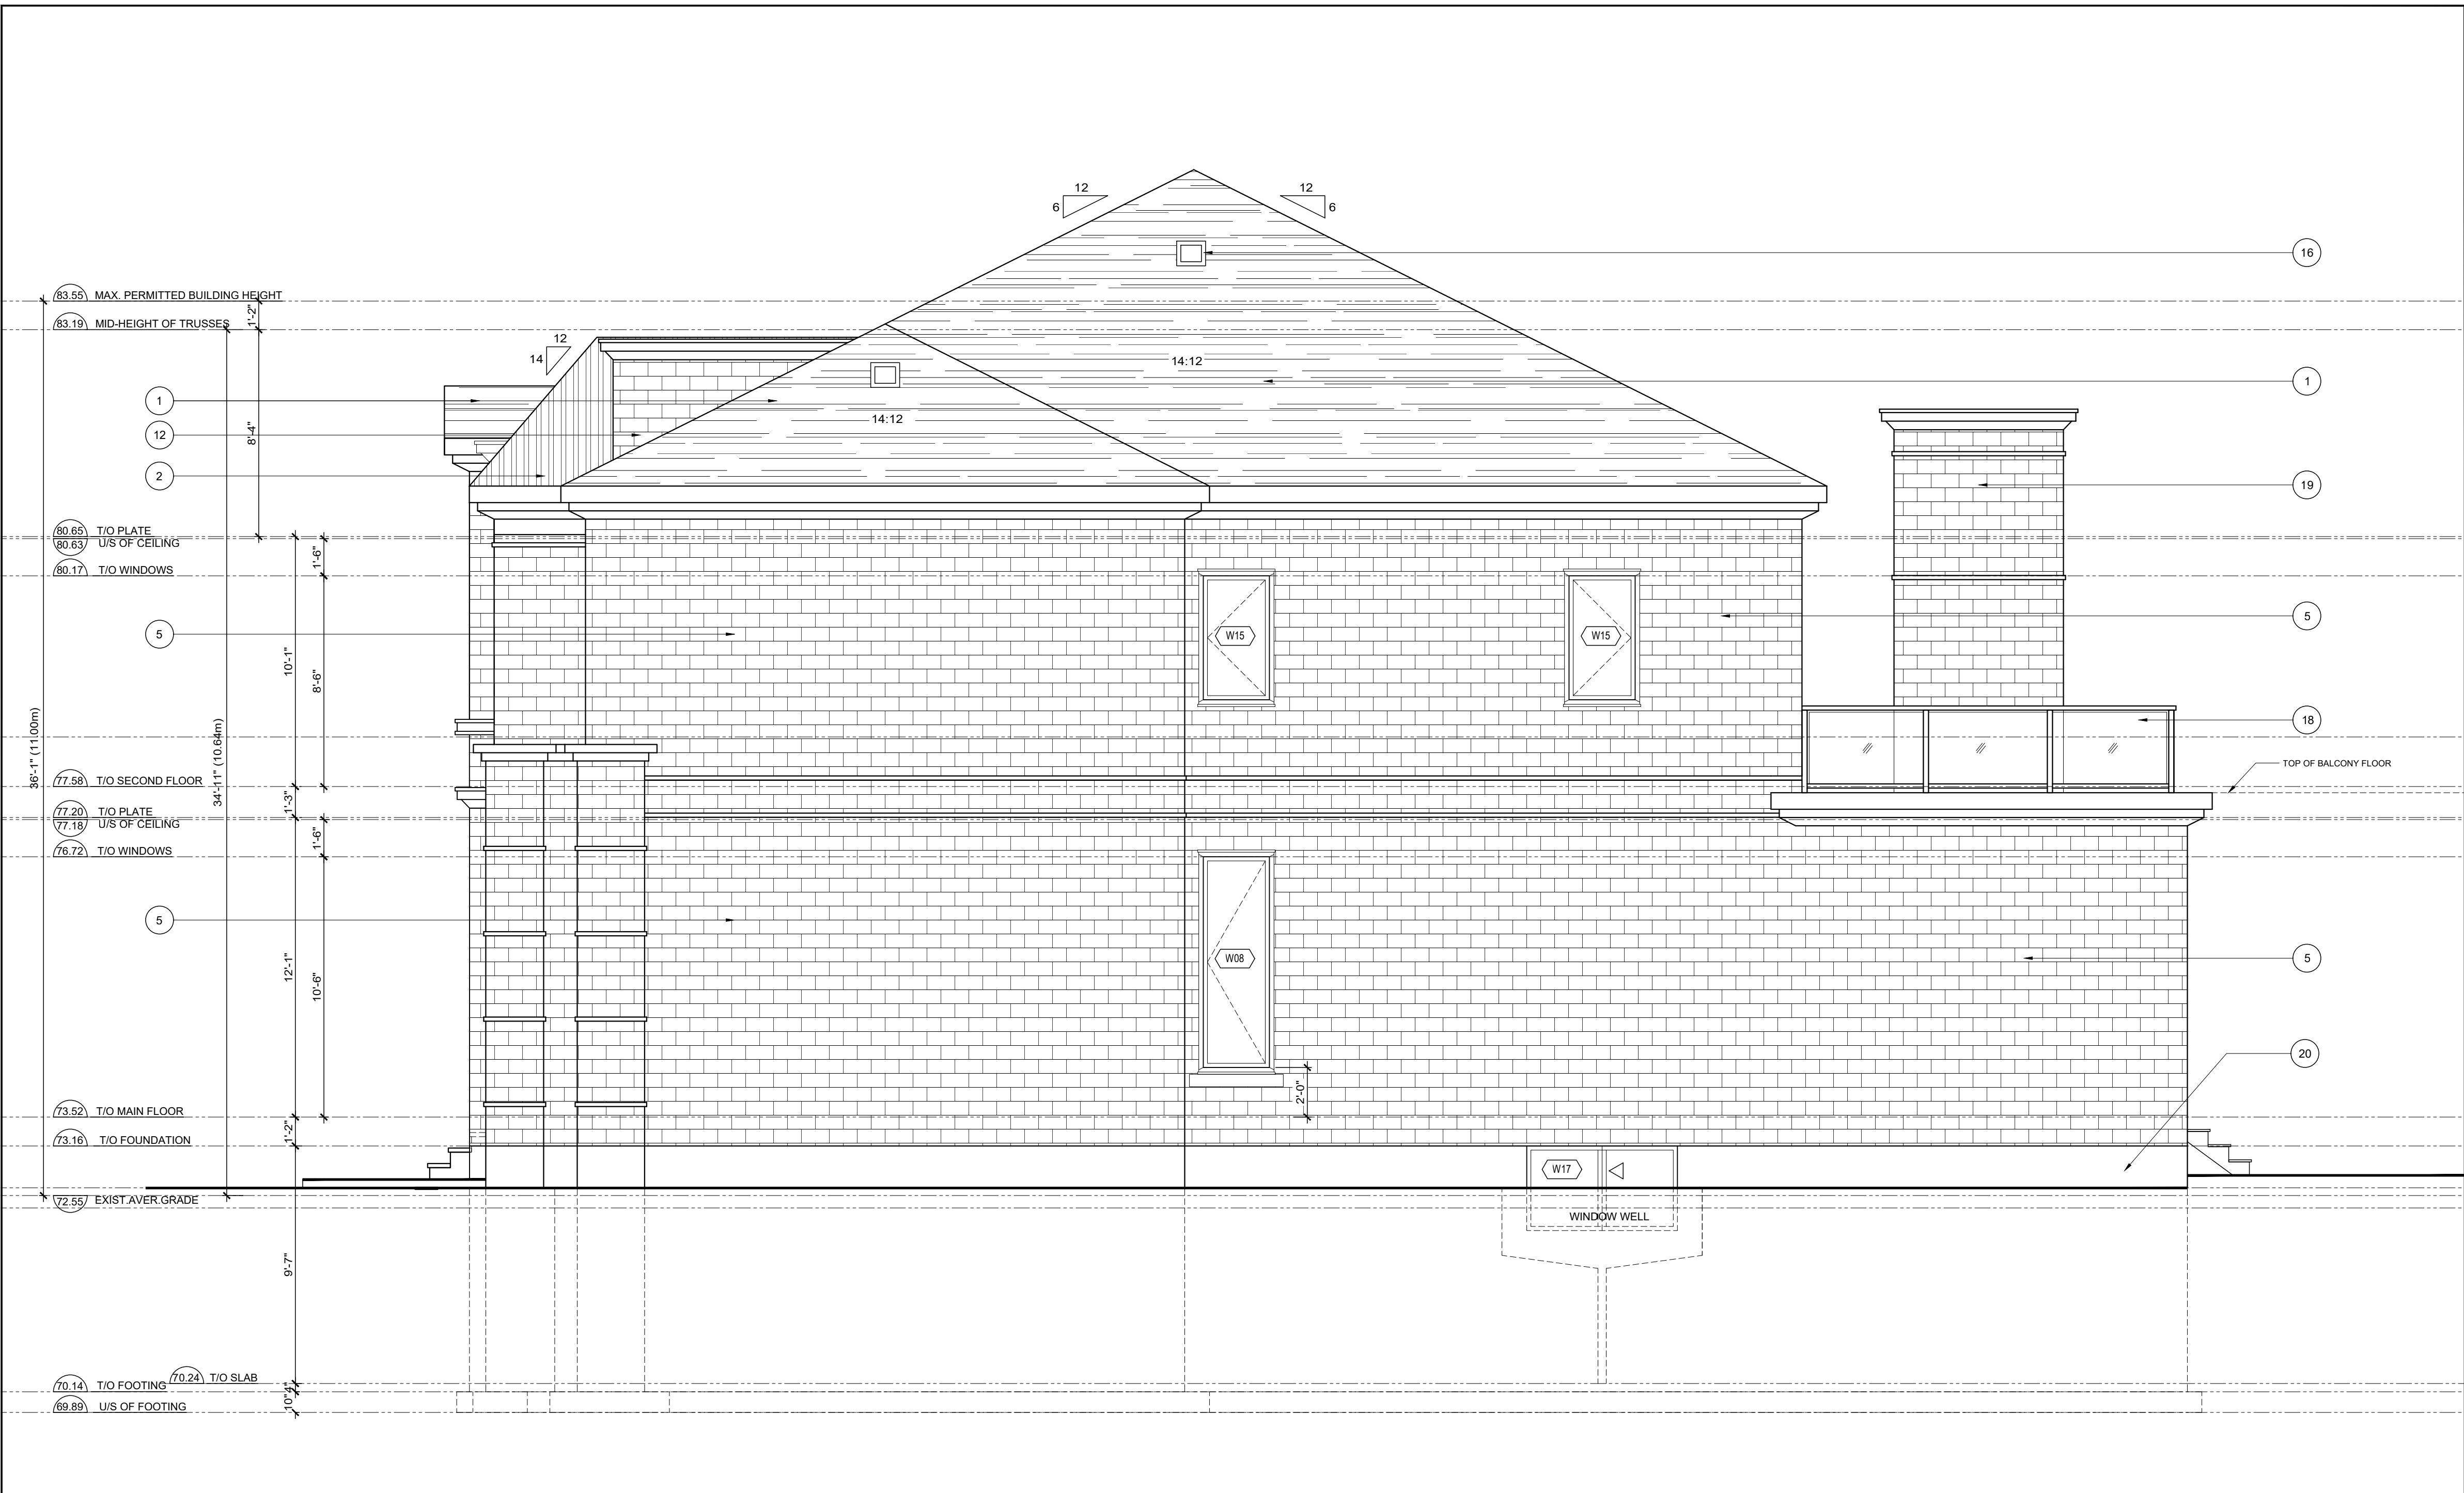 12
12
6
6
16
83.55 MAX. PERMITTED BUILDING HEIGHT
1'-2"
83.19 MID-HEIGHT OF TRUSSES
12
14
14:12
1
1
14:12
12
8'-4"
2
19
80.65 T/O PLATE
80.63 U/S OF CEILING
1'-6"
80.17 T/O WINDOWS
5
W15
W15
5
10'-1"
8'-6"
36'-1" (11.00m)
34'-11" (10.64m)
18
TOP OF BALCONY FLOOR
77.58 T/O SECOND FLOOR
1'-3"
77.20 T/O PLATE
77.18 U/S OF CEILING
1'-6"
76.72 T/O WINDOWS
5
W08
5
12'-1"
10'-6"
20
2'-0"
73.52 T/O MAIN FLOOR
1'-2"
73.16 T/O FOUNDATION
W17
72.55 EXIST.AVER.GRADE
WINDOW WELL
9'-7"
70.24 T/O SLAB
70.14 T/O FOOTING
4"
10"
69.89 U/S OF FOOTING